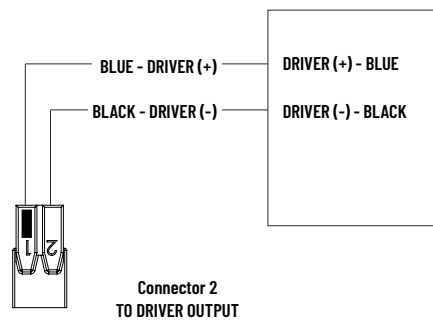 BLUE - DRIVER (+) DRIVER (+) - BLUE
BLACK - DRIVER (-) DRIVER (-) - BLACK
1 2
Connector 2
TO DRIVER OUTPUT